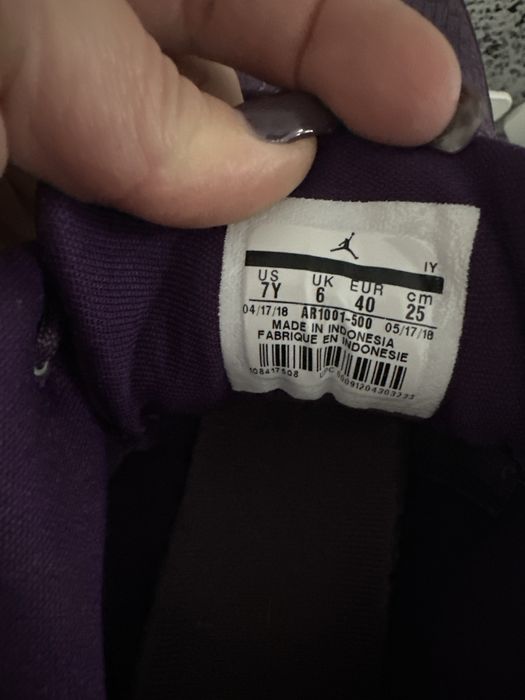 IY
US UK EUR cm
7Y 6 40 25
04/17/18 AR1001-500 05/17/18
MADE IN INDONESIA
FABRIQUE EN INDONESIE